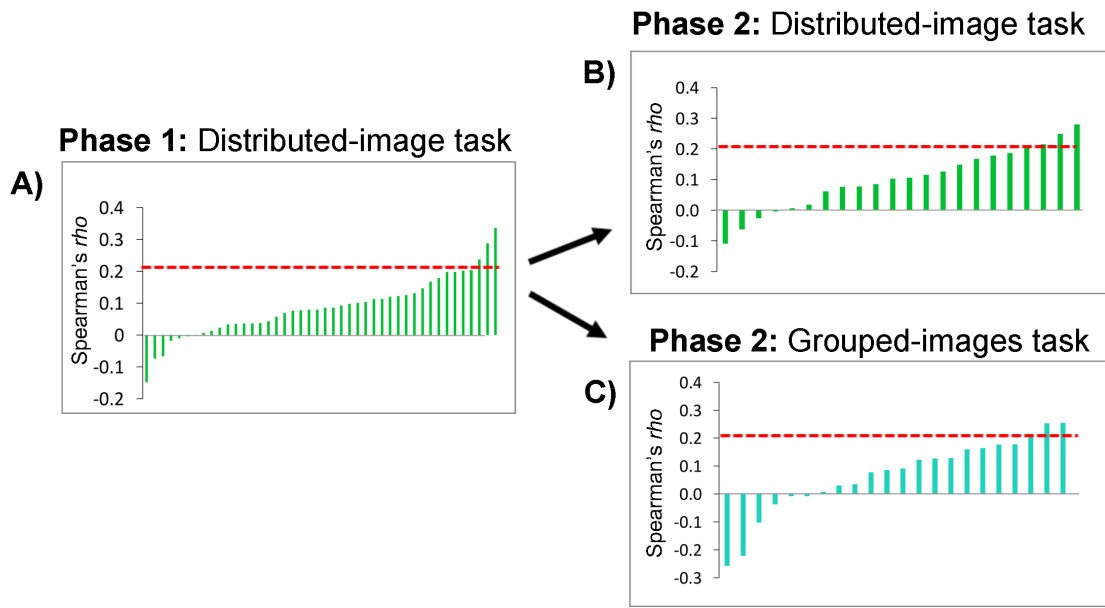 Phase 1: Distributed-image task
A)
Spearman's rho
0.4
0.3
0.2
0.1
0
-0.1
-0.2
Phase 2: Distributed-image task
B)
Spearman's rho
0.4
0.3
0.2
0.1
0.0
-0.1
-0.2
Phase 2: Grouped-images task
C)
Spearman's rho
0.4
0.3
0.2
0.1
0.0
-0.1
-0.2
-0.3